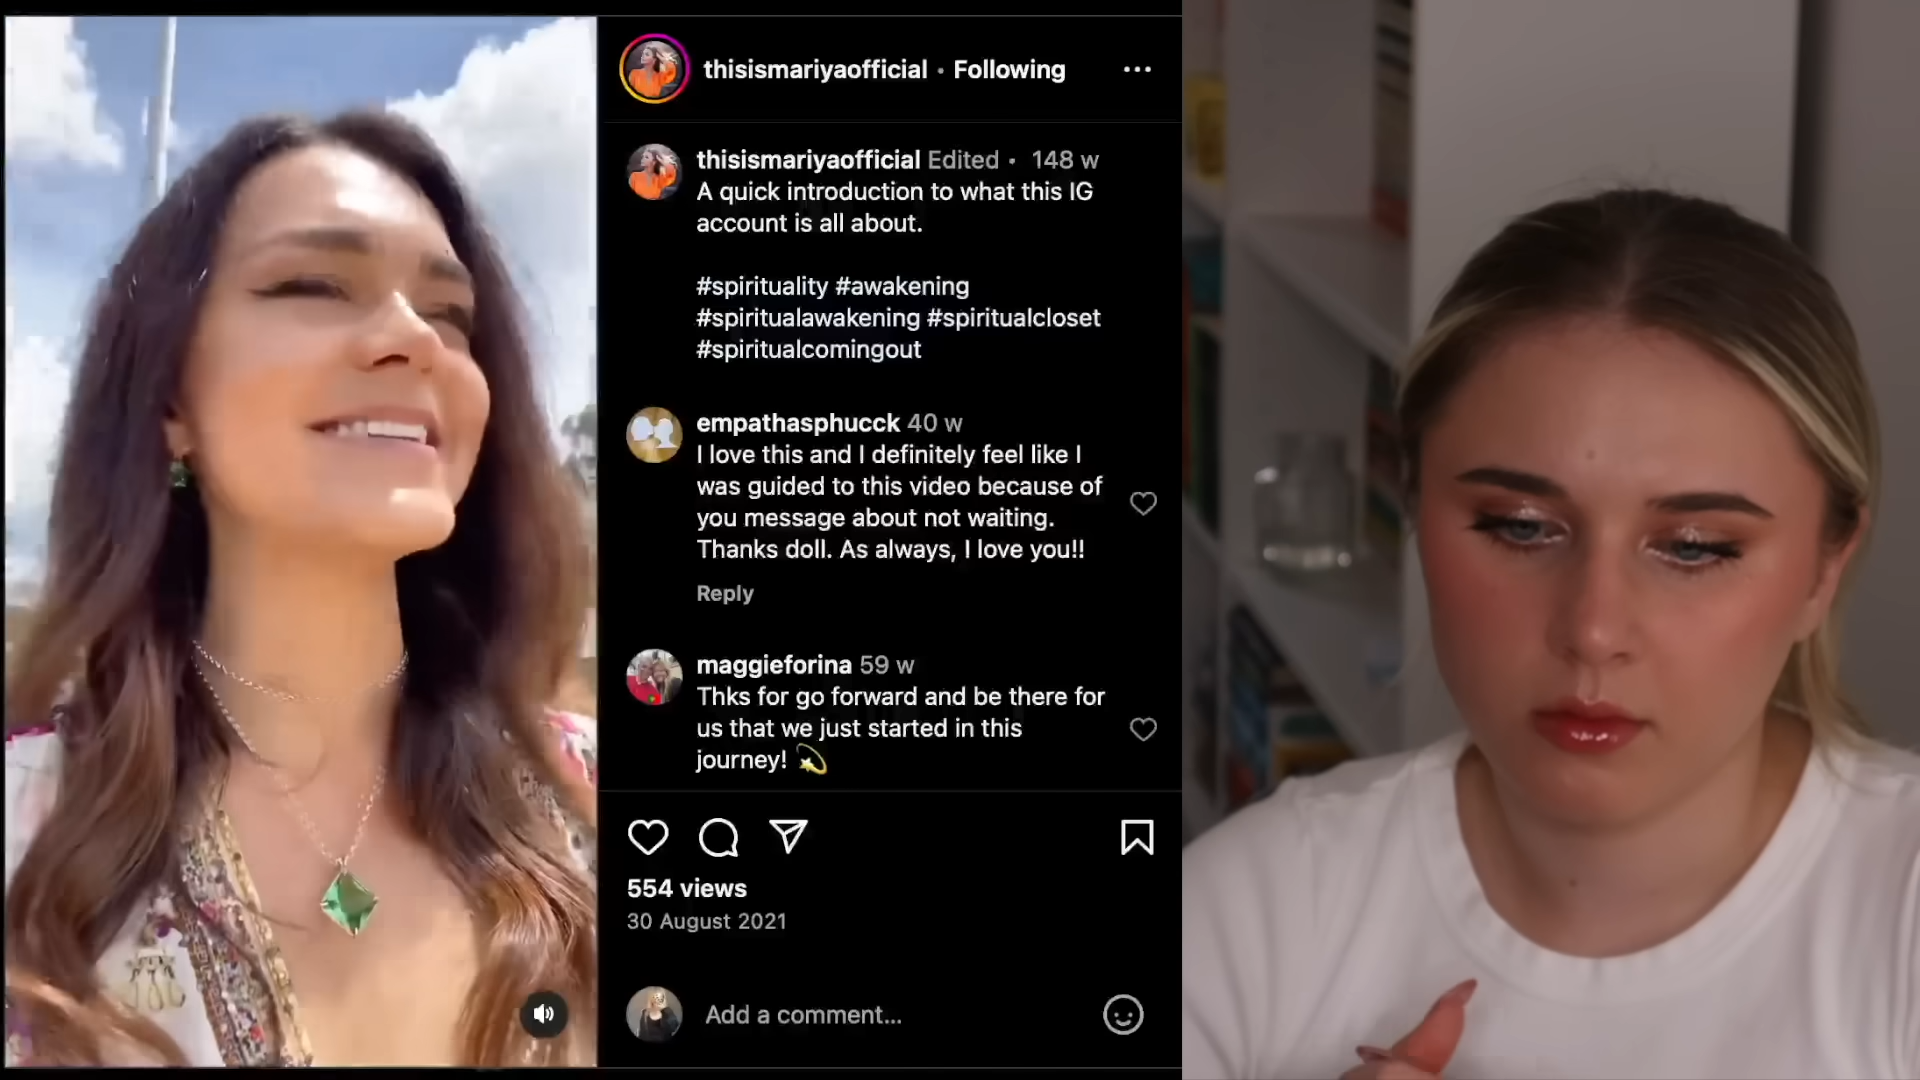 thisismariyaofficial • Following
thisismariyaofficial Edited • 148 w
A quick introduction to what this IG
account is all about.
#spirituality #awakening
#spiritualawakening #spiritualcloset
#spiritualcomingout
empathasphucck 40 w
I love this and I definitely feel like I
was guided to this video because of
you message about not waiting.
Thanks doll. As always, I love you!!
Reply
maggieforina 59 w
Thks for go forward and be there for
us that we just started in this
journey! 💫
554 views
30 August 2021
Add a comment...